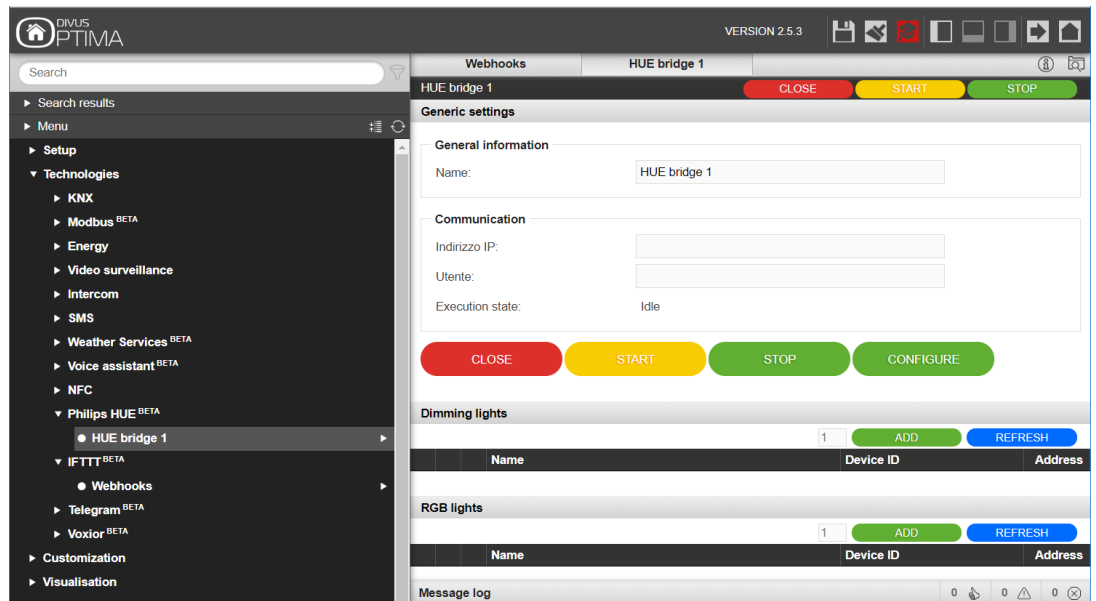 DIVUS
OPTIMA
VERSION 2.5.3
Search
Search results
Menu
Setup
Technologies
KNX
Modbus BETA
Energy
Video surveillance
Intercom
SMS
Weather Services BETA
Voice assistant BETA
NFC
Philips HUE BETA
HUE bridge 1
IFTTT BETA
Webhooks
Telegram BETA
Voxior BETA
Customization
Visualisation
Webhooks HUE bridge 1
HUE bridge 1 CLOSE START STOP
Generic settings
General information
Name: HUE bridge 1
Communication
Indirizzo IP:
Utente:
Execution state: Idle
CLOSE START STOP CONFIGURE
Dimming lights
1 ADD REFRESH
Name Device ID Address
RGB lights
1 ADD REFRESH
Name Device ID Address
Message log 0 0 0